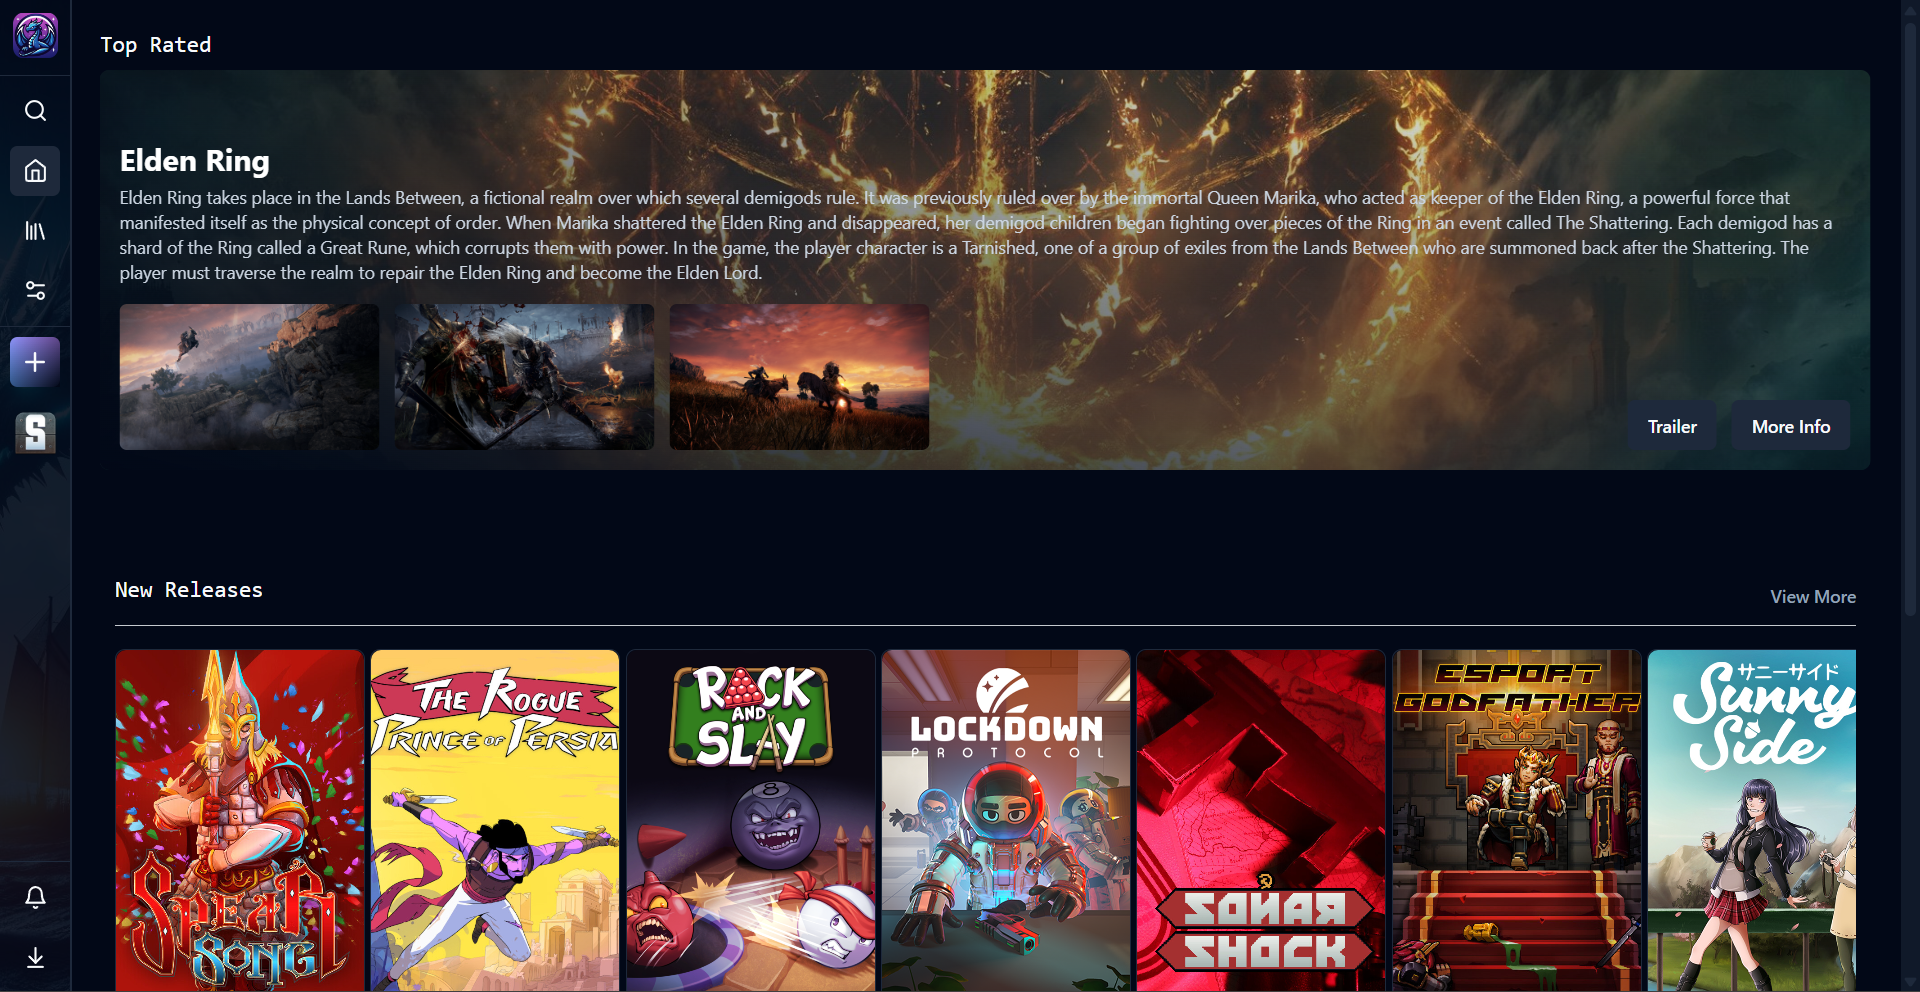 Top Rated
Elden Ring
Elden Ring takes place in the Lands Between, a fictional realm over which several demigods rule. It was previously ruled over by the immortal Queen Marika, who acted as keeper of the Elden Ring, a powerful force that
manifested itself as the physical concept of order. When Marika shattered the Elden Ring and disappeared, her demigod children began fighting over pieces of the Ring in an event called The Shattering. Each demigod has a
shard of the Ring called a Great Rune, which corrupts them with power. In the game, the player character is a Tarnished, one of a group of exiles from the Lands Between who are summoned back after the Shattering. The
player must traverse the realm to repair the Elden Ring and become the Elden Lord.
S
Trailer
More Info
New Releases
View More
SPEAR
SONG
THE ROGUE
PRINCE OF PERSIA
RACK
AND
SLAY
8
LOCKDOWN
PROTOCOL
SONAR
SHOCK
ESPORT
GODFATHER
サニーサイド
Sunny
Side